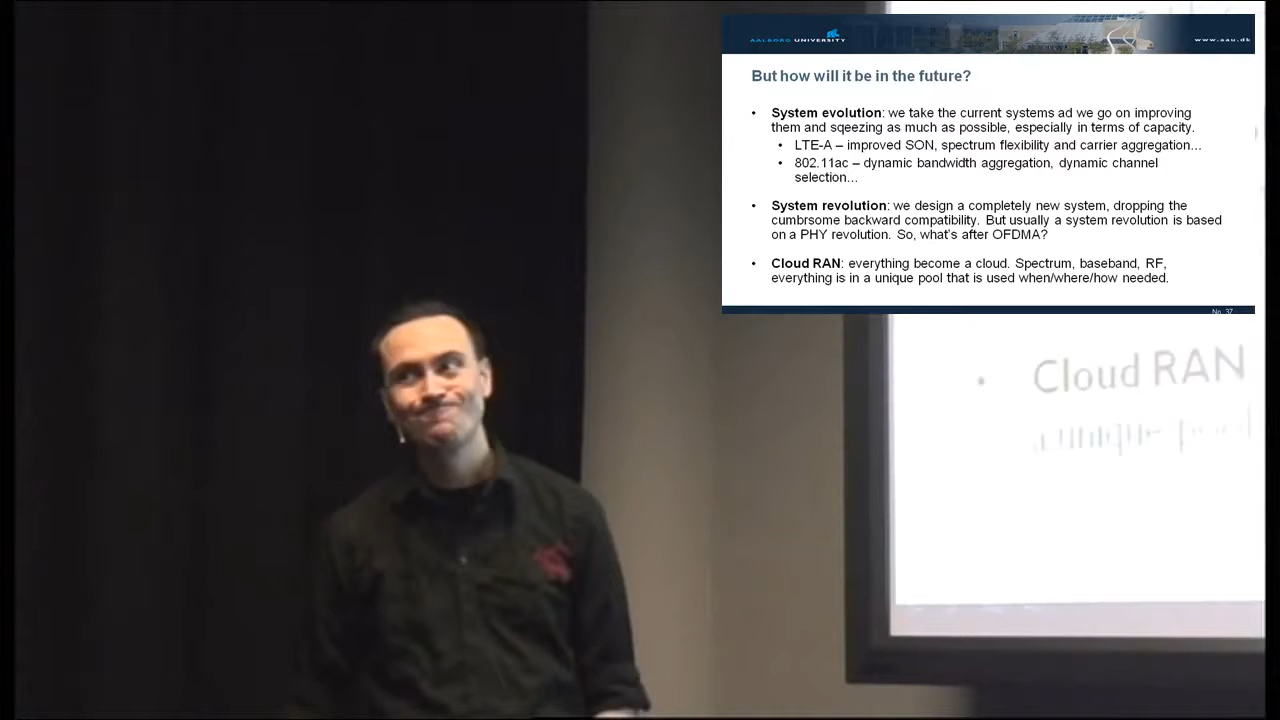 AALBORG UNIVERSITY
www.aau.dk
But how will it be in the future?
• System evolution: we take the current systems ad we go on improving
them and sqeezing as much as possible, especially in terms of capacity.
• LTE-A – improved SON, spectrum flexibility and carrier aggregation…
• 802.11ac – dynamic bandwidth aggregation, dynamic channel
selection…
• System revolution: we design a completely new system, dropping the
cumbrsome backward compatibility. But usually a system revolution is based
on a PHY revolution. So, what's after OFDMA?
• Cloud RAN: everything become a cloud. Spectrum, baseband, RF,
everything is in a unique pool that is used when/where/how needed.
No. 37
• Cloud RAN
a unique pool